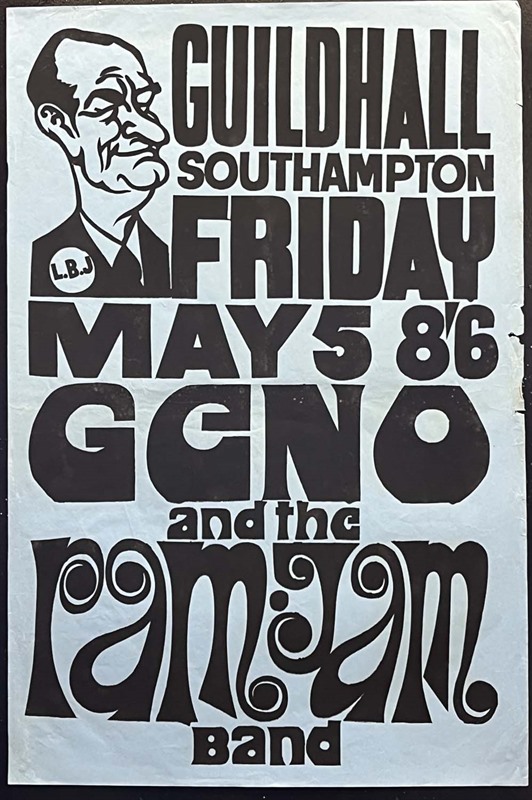 GUILDHALL
SOUTHAMPTON
FRIDAY
L.B.J
MAY 5 8'6
GENO
and the
ram.Jam
Band